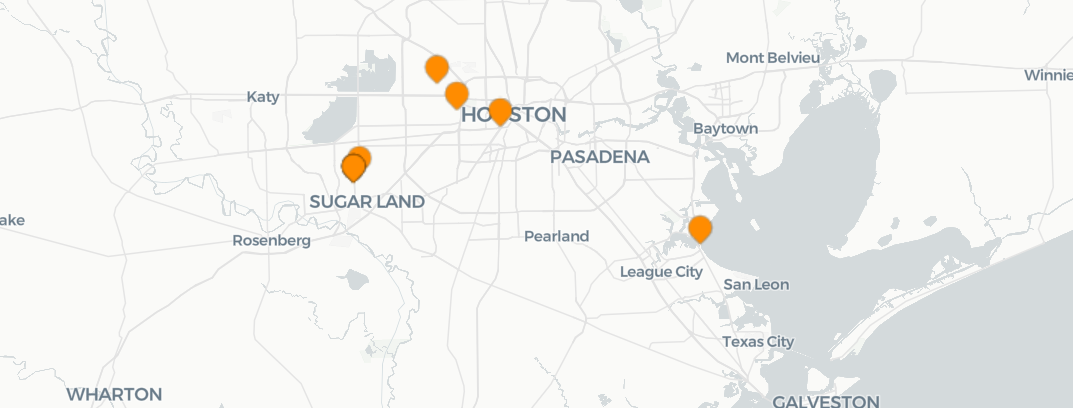 Mont Belvieu
Winnie
Katy
HOUSTON
Baytown
PASADENA
SUGAR LAND
ake
Rosenberg
Pearland
League City
San Leon
Texas City
WHARTON
GALVESTON